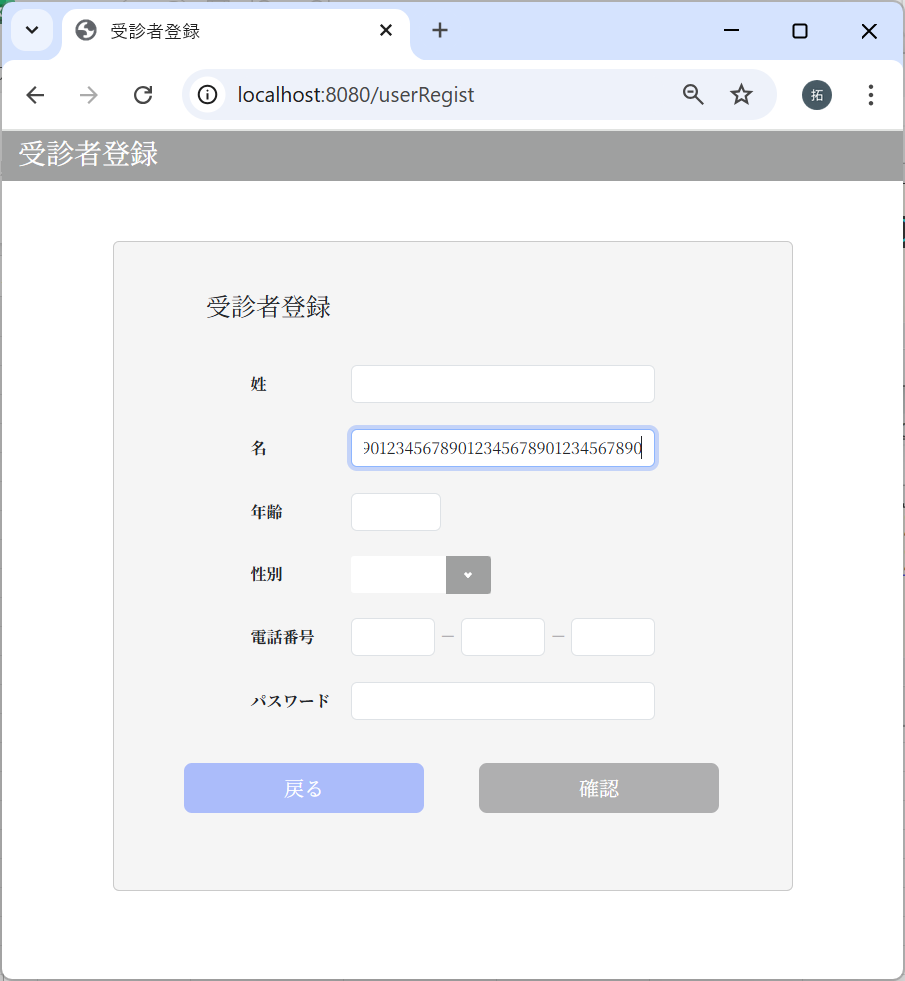 受診者登録
localhost:8080/userRegist
拓
受診者登録
受診者登録
姓
名
90123456789012345678901234567890
年齢
性別
電話番号 － －
パスワード
戻る
確認